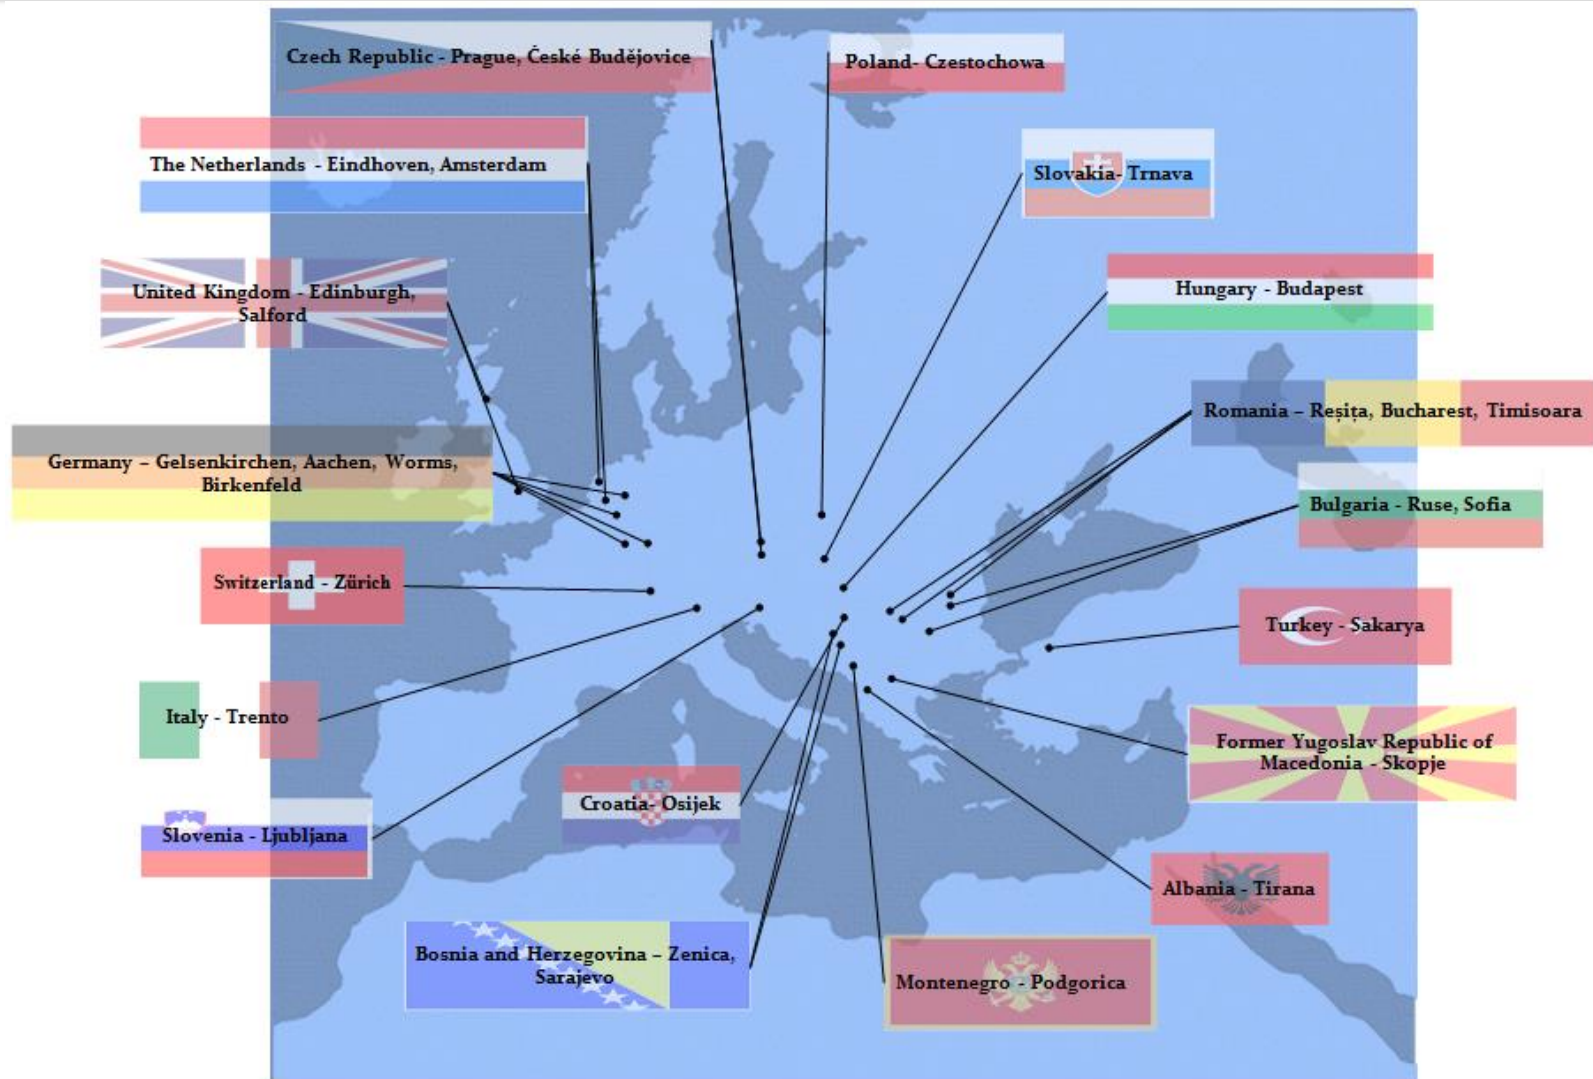 Czech Republic - Prague, České Budějovice
Poland- Czestochowa
The Netherlands - Eindhoven, Amsterdam
Slovakia- Trnava
United Kingdom - Edinburgh,
Salford
Hungary - Budapest
Romania – Reșița, Bucharest, Timisoara
Germany – Gelsenkirchen, Aachen, Worms,
Birkenfeld
Bulgaria - Ruse, Sofia
Switzerland - Zürich
Turkey - Sakarya
Italy - Trento
Former Yugoslav Republic of
Macedonia - Skopje
Croatia- Osijek
Slovenia - Ljubljana
Albania - Tirana
Bosnia and Herzegovina – Zenica,
Sarajevo
Montenegro - Podgorica